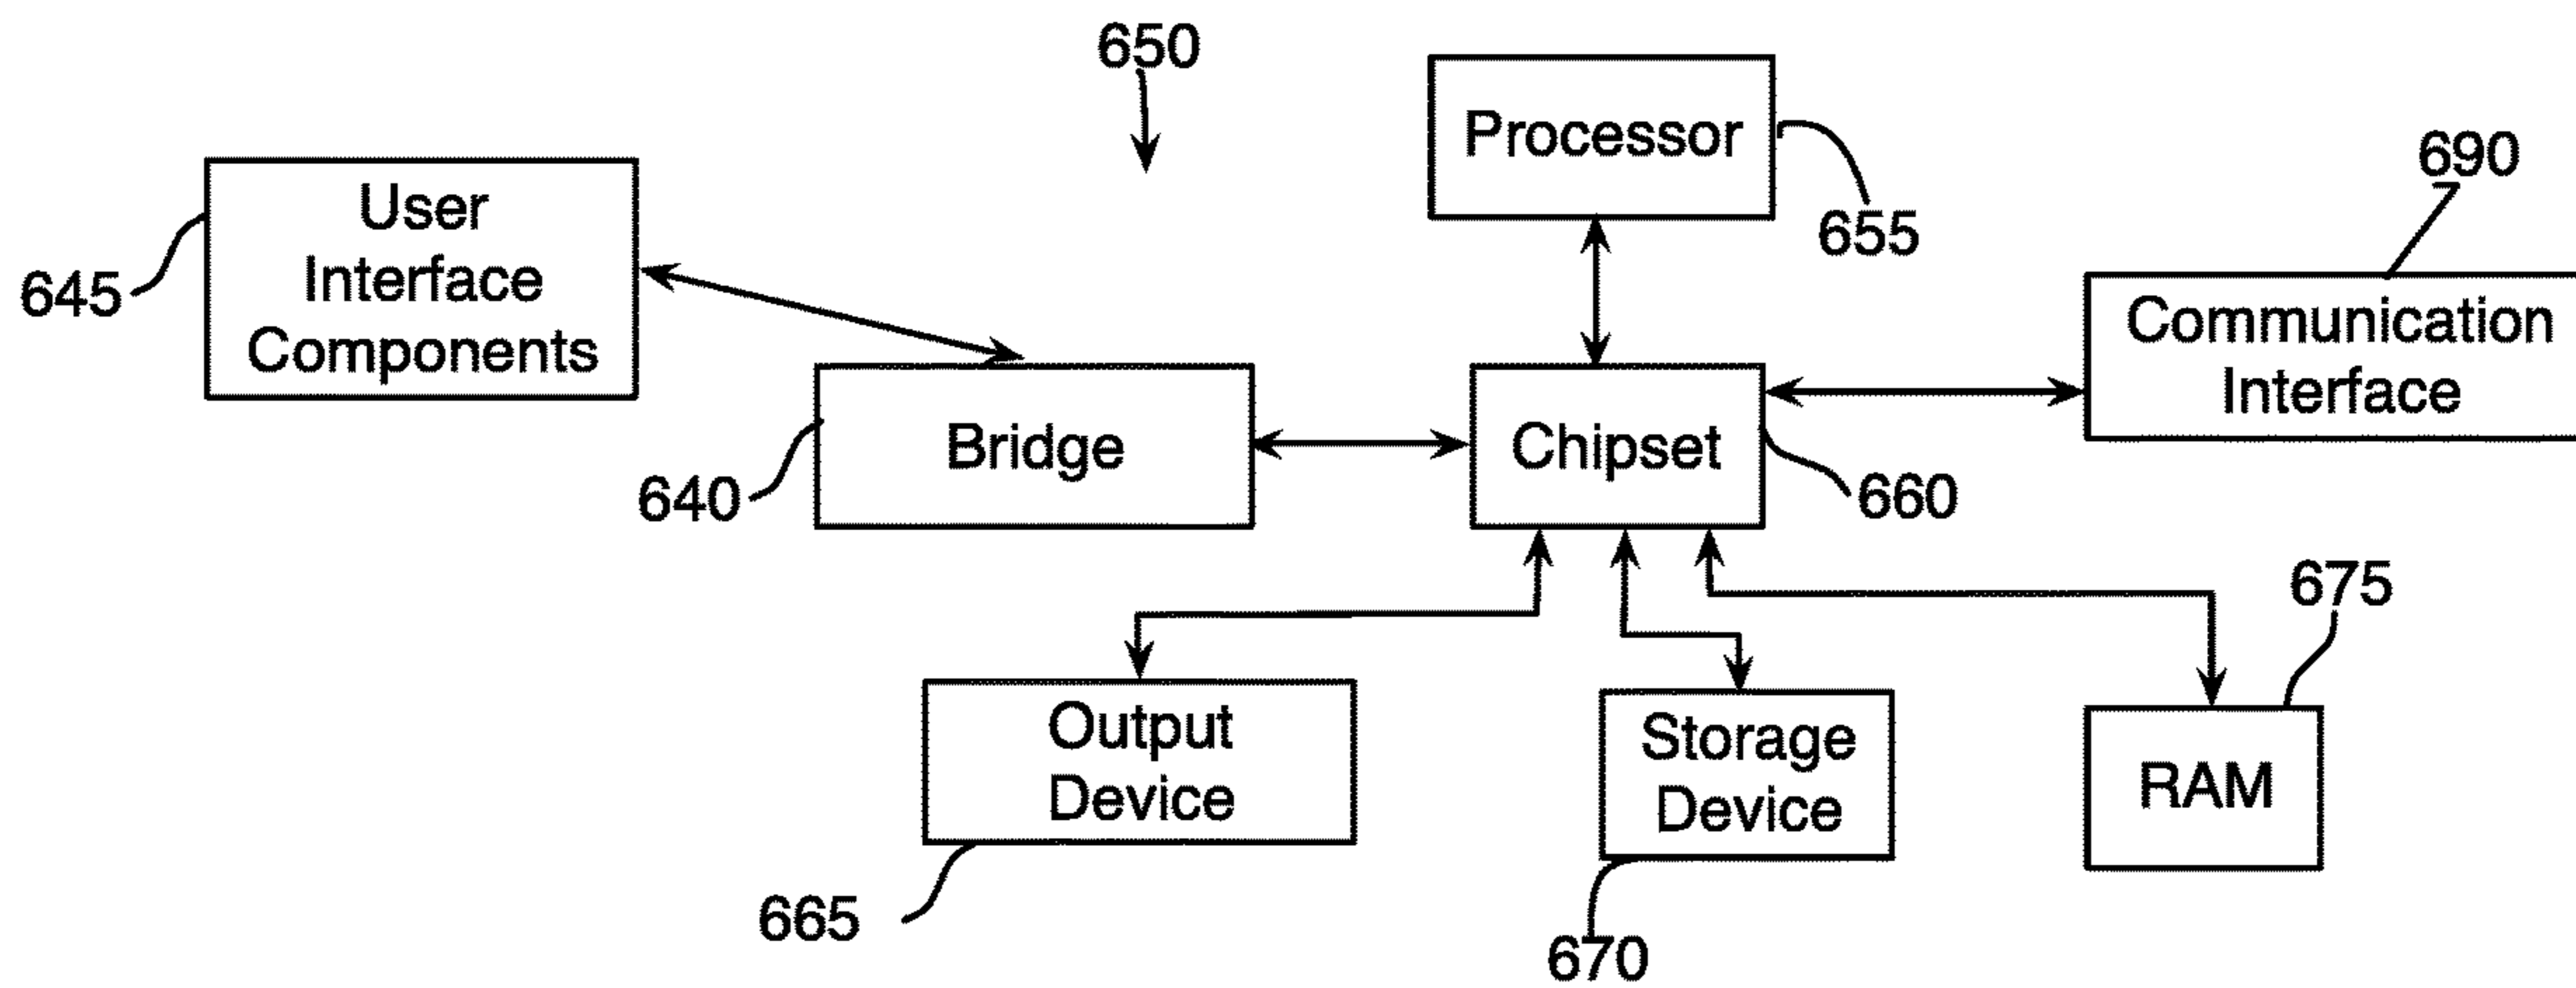 650
Processor
655
690
User
Interface
Components
645
Communication
Interface
Bridge
640
Chipset
660
675
Output
Device
665
Storage
Device
670
RAM